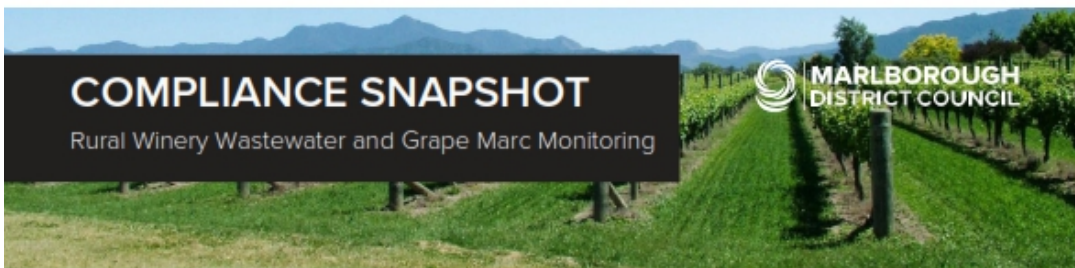 COMPLIANCE SNAPSHOT
Rural Winery Wastewater and Grape Marc Monitoring
MARLBOROUGH
DISTRICT COUNCIL